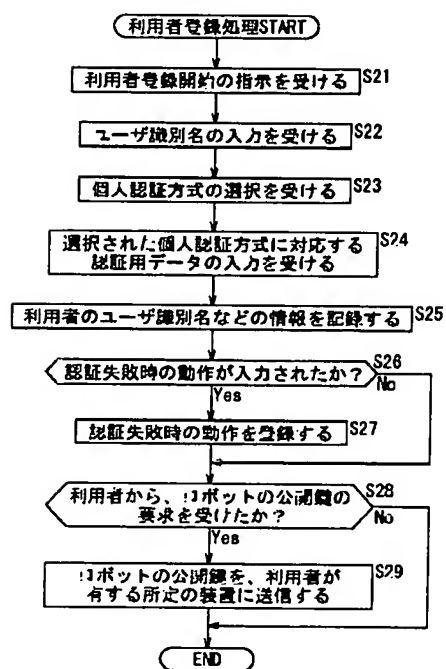 利用者登録処理START
利用者登録開約の指示を受ける S21
ユーザ識別名の入力を受ける S22
個人認証方式の選択を受ける S23
選択された個人認証方式に対応する S24
認証用データの入力を受ける
利用者のユーザ識別名などの情報を記録する S25
認証失敗時の動作が入力されたか？ S26
No
Yes
認証失敗時の動作を登録する S27
利用者から、ロボットの公開鍵の S28
要求を受けたか？ No
Yes
ロボットの公開鍵を、利用者が S29
有する所定の装置に送信する
END